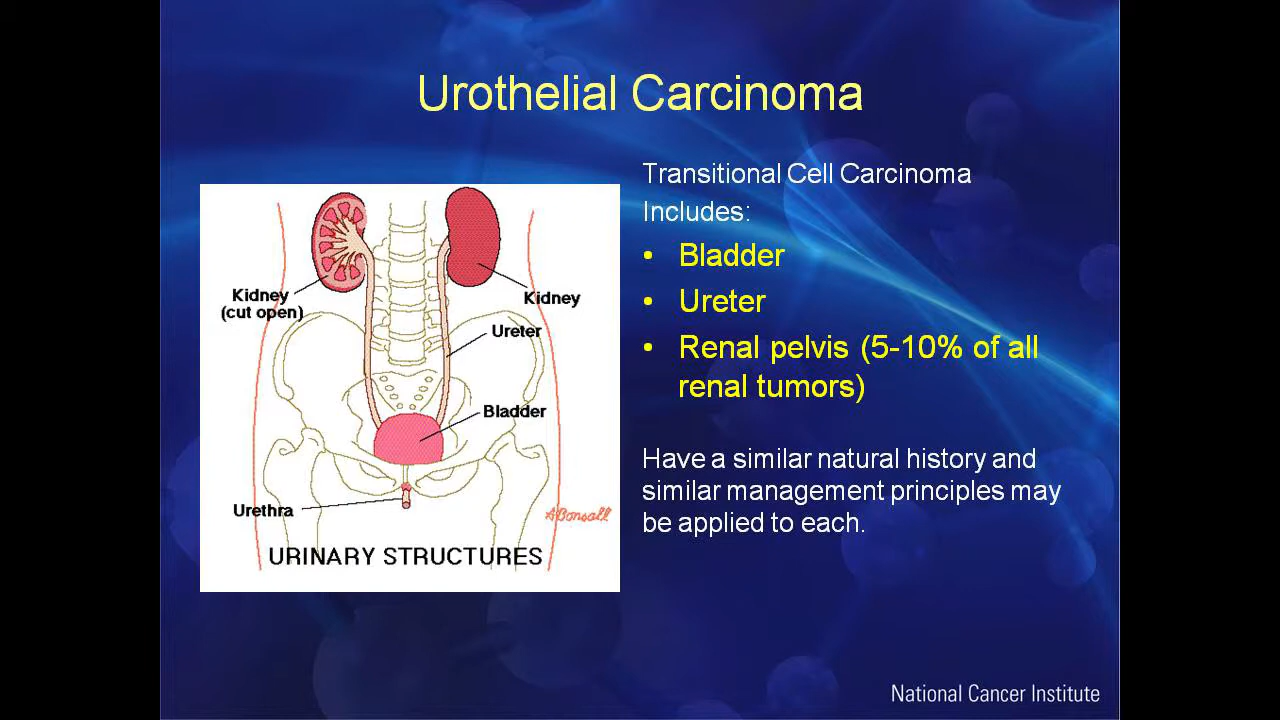 Urothelial Carcinoma
Transitional Cell Carcinoma
Includes:
• Bladder
• Ureter
• Renal pelvis (5-10% of all
renal tumors)
Have a similar natural history and
similar management principles may
be applied to each.
Kidney
(cut open)
Kidney
Ureter
Bladder
Urethra
ABonsall
URINARY STRUCTURES
National Cancer Institute